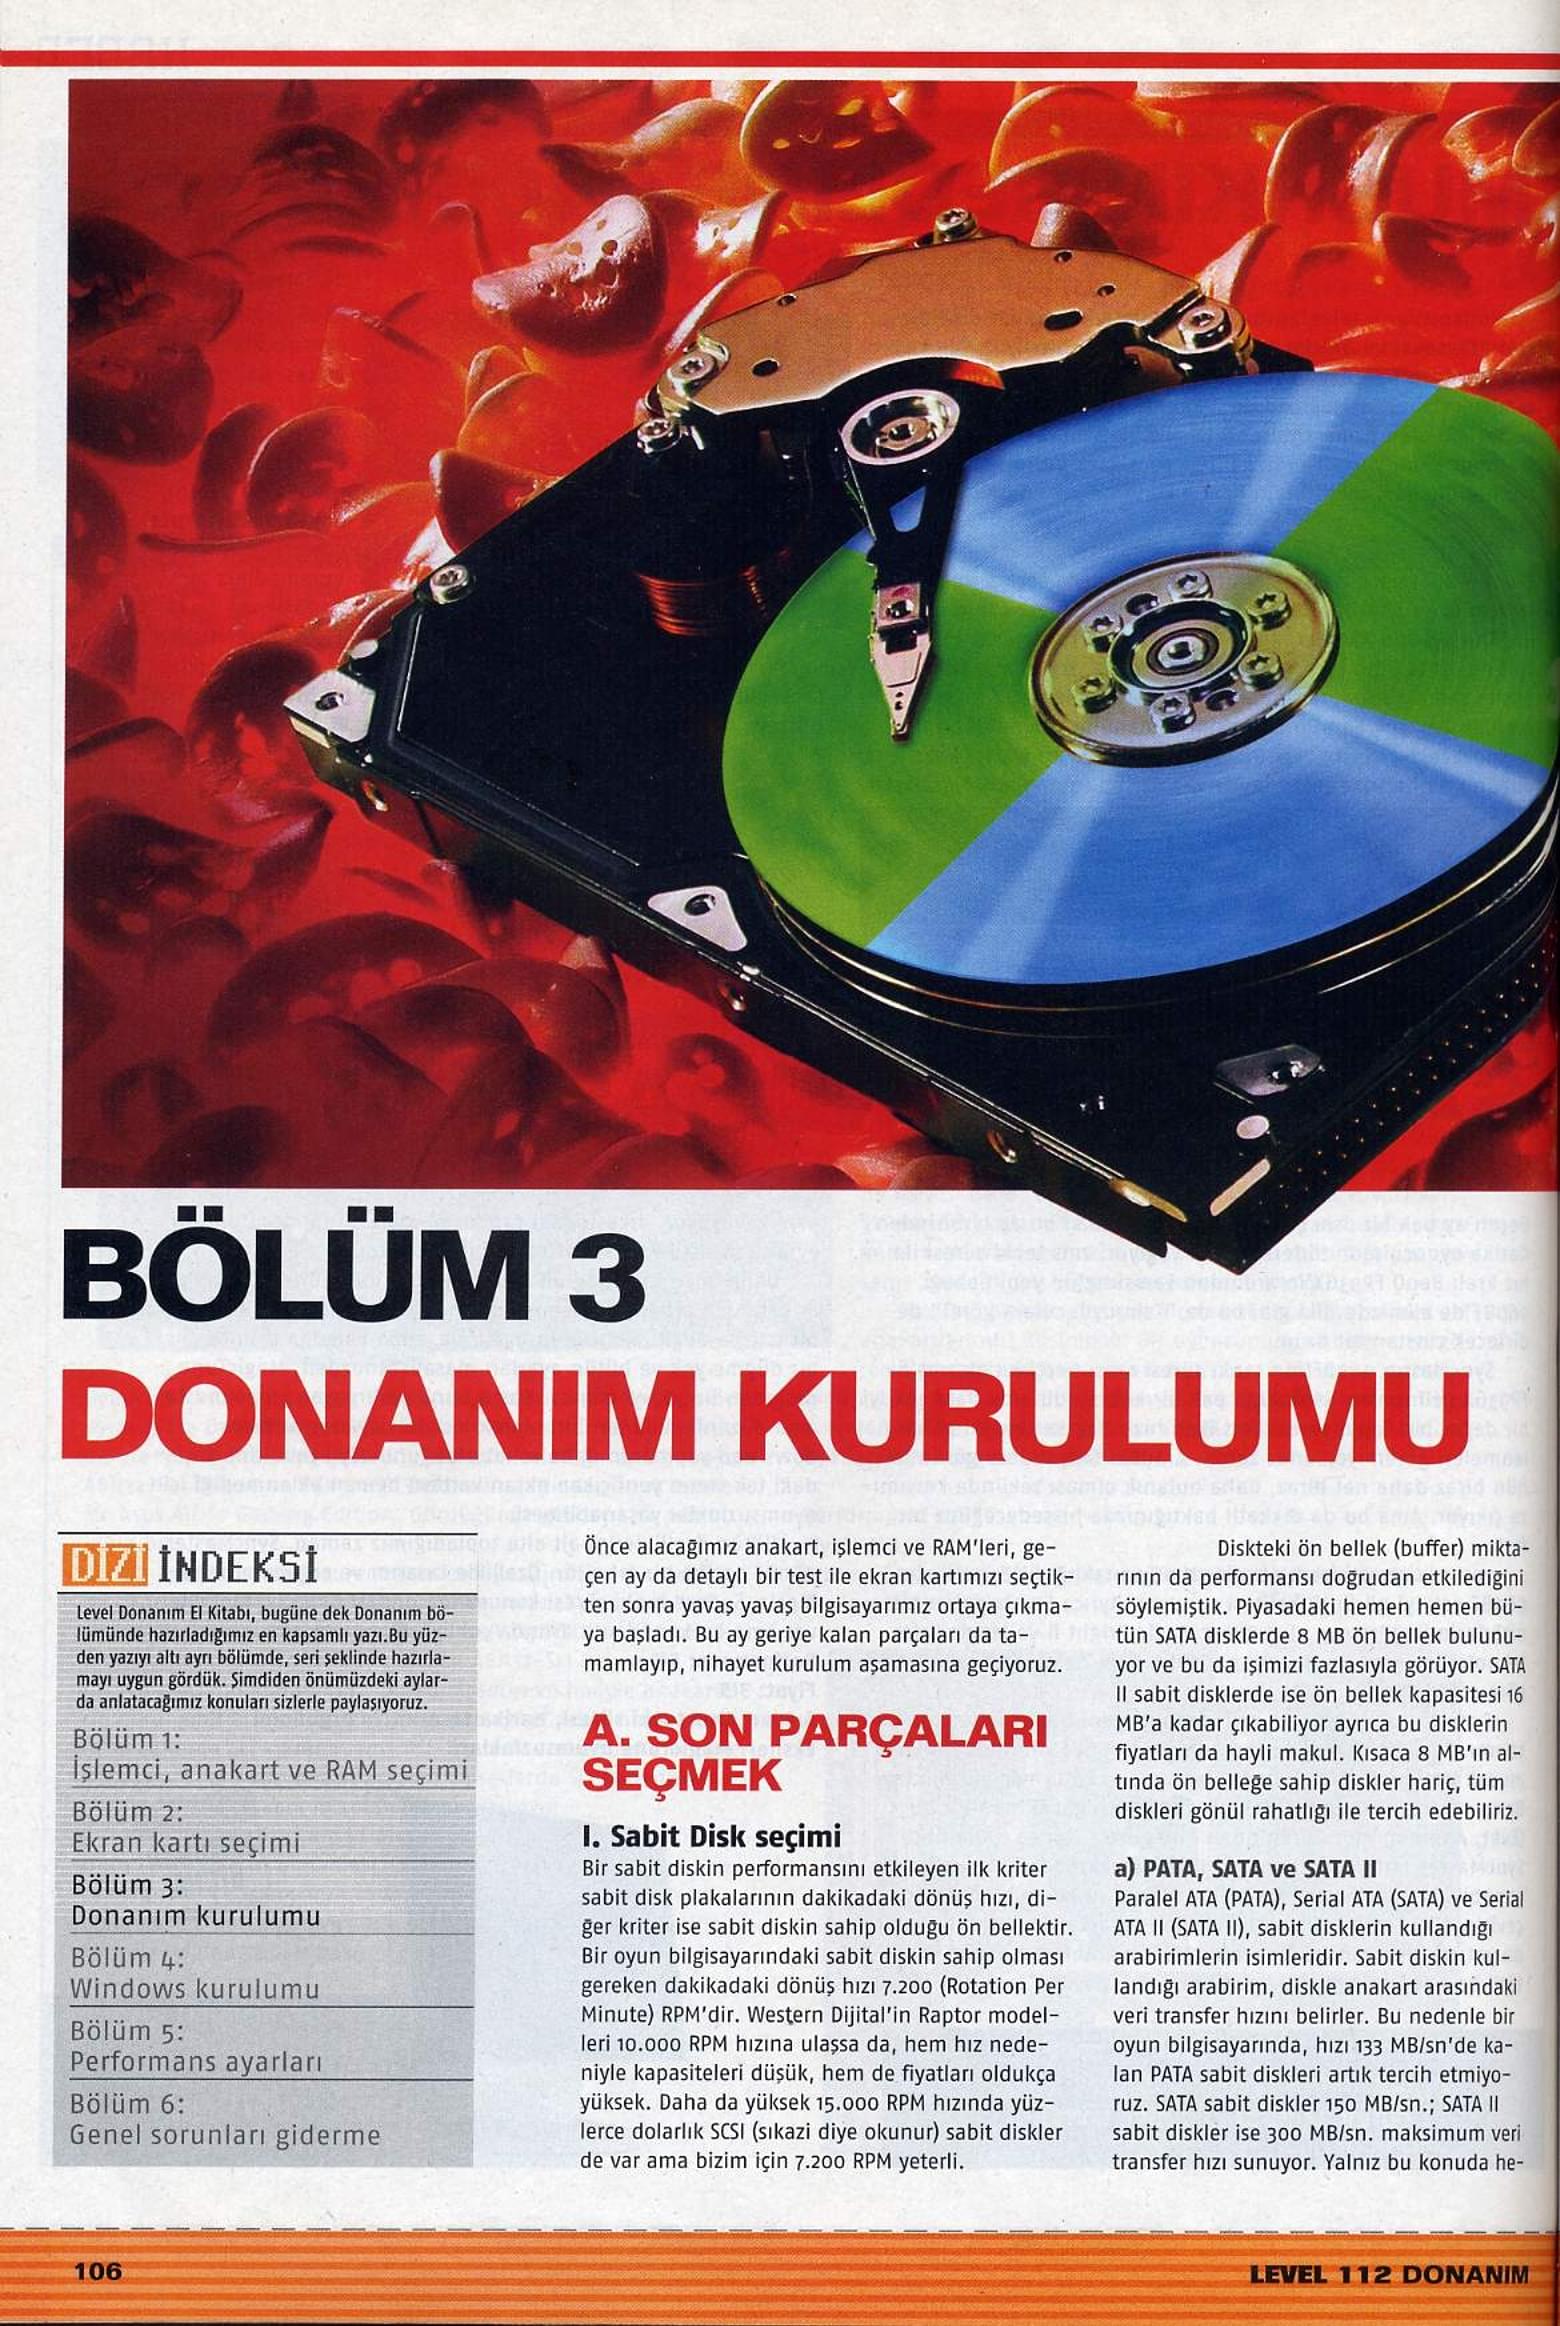 BÖLÜM 3
DONANIM KURULUMU
DİZİ İNDEKSİ
Level Donanım El Kitabı, bugüne dek Donanım bö-
lümünde hazırladığımız en kapsamlı yazı.Bu yüz-
den yazıyı altı ayrı bölümde, seri şeklinde hazırla-
mayı uygun gördük. Şimdiden önümüzdeki aylar-
da anlatacağımız konuları sizlerle paylaşıyoruz.
Bölüm 1:
İşlemci, anakart ve RAM seçimi
Bölüm 2:
Ekran kartı seçimi
Bölüm 3:
Donanım kurulumu
Bölüm 4:
Windows kurulumu
Bölüm 5:
Performans ayarları
Bölüm 6:
Genel sorunları giderme
Önce alacağımız anakart, işlemci ve RAM'leri, ge-
çen ay da detaylı bir test ile ekran kartımızı seçtik-
ten sonra yavaş yavaş bilgisayarımız ortaya çıkma-
ya başladı. Bu ay geriye kalan parçaları da ta-
mamlayıp, nihayet kurulum aşamasına geçiyoruz.
A. SON PARÇALARI
SEÇMEK
I. Sabit Disk seçimi
Bir sabit diskin performansını etkileyen ilk kriter
sabit disk plakalarının dakikadaki dönüş hızı, di-
ğer kriter ise sabit diskin sahip olduğu ön bellektir.
Bir oyun bilgisayarındaki sabit diskin sahip olması
gereken dakikadaki dönüş hızı 7.200 (Rotation Per
Minute) RPM'dir. Western Dijital'in Raptor model-
leri 10.000 RPM hızına ulaşsa da, hem hız nede-
niyle kapasiteleri düşük, hem de fiyatları oldukça
yüksek. Daha da yüksek 15.000 RPM hızında yüz-
lerce dolarlık SCSI (sıkazi diye okunur) sabit diskler
de var ama bizim için 7.200 RPM yeterli.
Diskteki ön bellek (buffer) mikta-
rının da performansı doğrudan etkilediğini
söylemiştik. Piyasadaki hemen hemen bü-
tün SATA disklerde 8 MB ön bellek bulunu-
yor ve bu da işimizi fazlasıyla görüyor. SATA
II sabit disklerde ise ön bellek kapasitesi 16
MB'a kadar çıkabiliyor ayrıca bu disklerin
fiyatları da hayli makul. Kısaca 8 MB'ın al-
tında ön belleğe sahip diskler hariç, tüm
diskleri gönül rahatlığı ile tercih edebiliriz.
a) PATA, SATA ve SATA II
Paralel ATA (PATA), Serial ATA (SATA) ve Serial
ATA II (SATA II), sabit disklerin kullandığı
arabirimlerin isimleridir. Sabit diskin kul-
landığı arabirim, diskle anakart arasındaki
veri transfer hızını belirler. Bu nedenle bir
oyun bilgisayarında, hızı 133 MB/sn'de ka-
lan PATA sabit diskleri artık tercih etmiyo-
ruz. SATA sabit diskler 150 MB/sn.; SATA II
sabit diskler ise 300 MB/sn. maksimum veri
transfer hızı sunuyor. Yalnız bu konuda he-
106
LEVEL 112 DONANIM